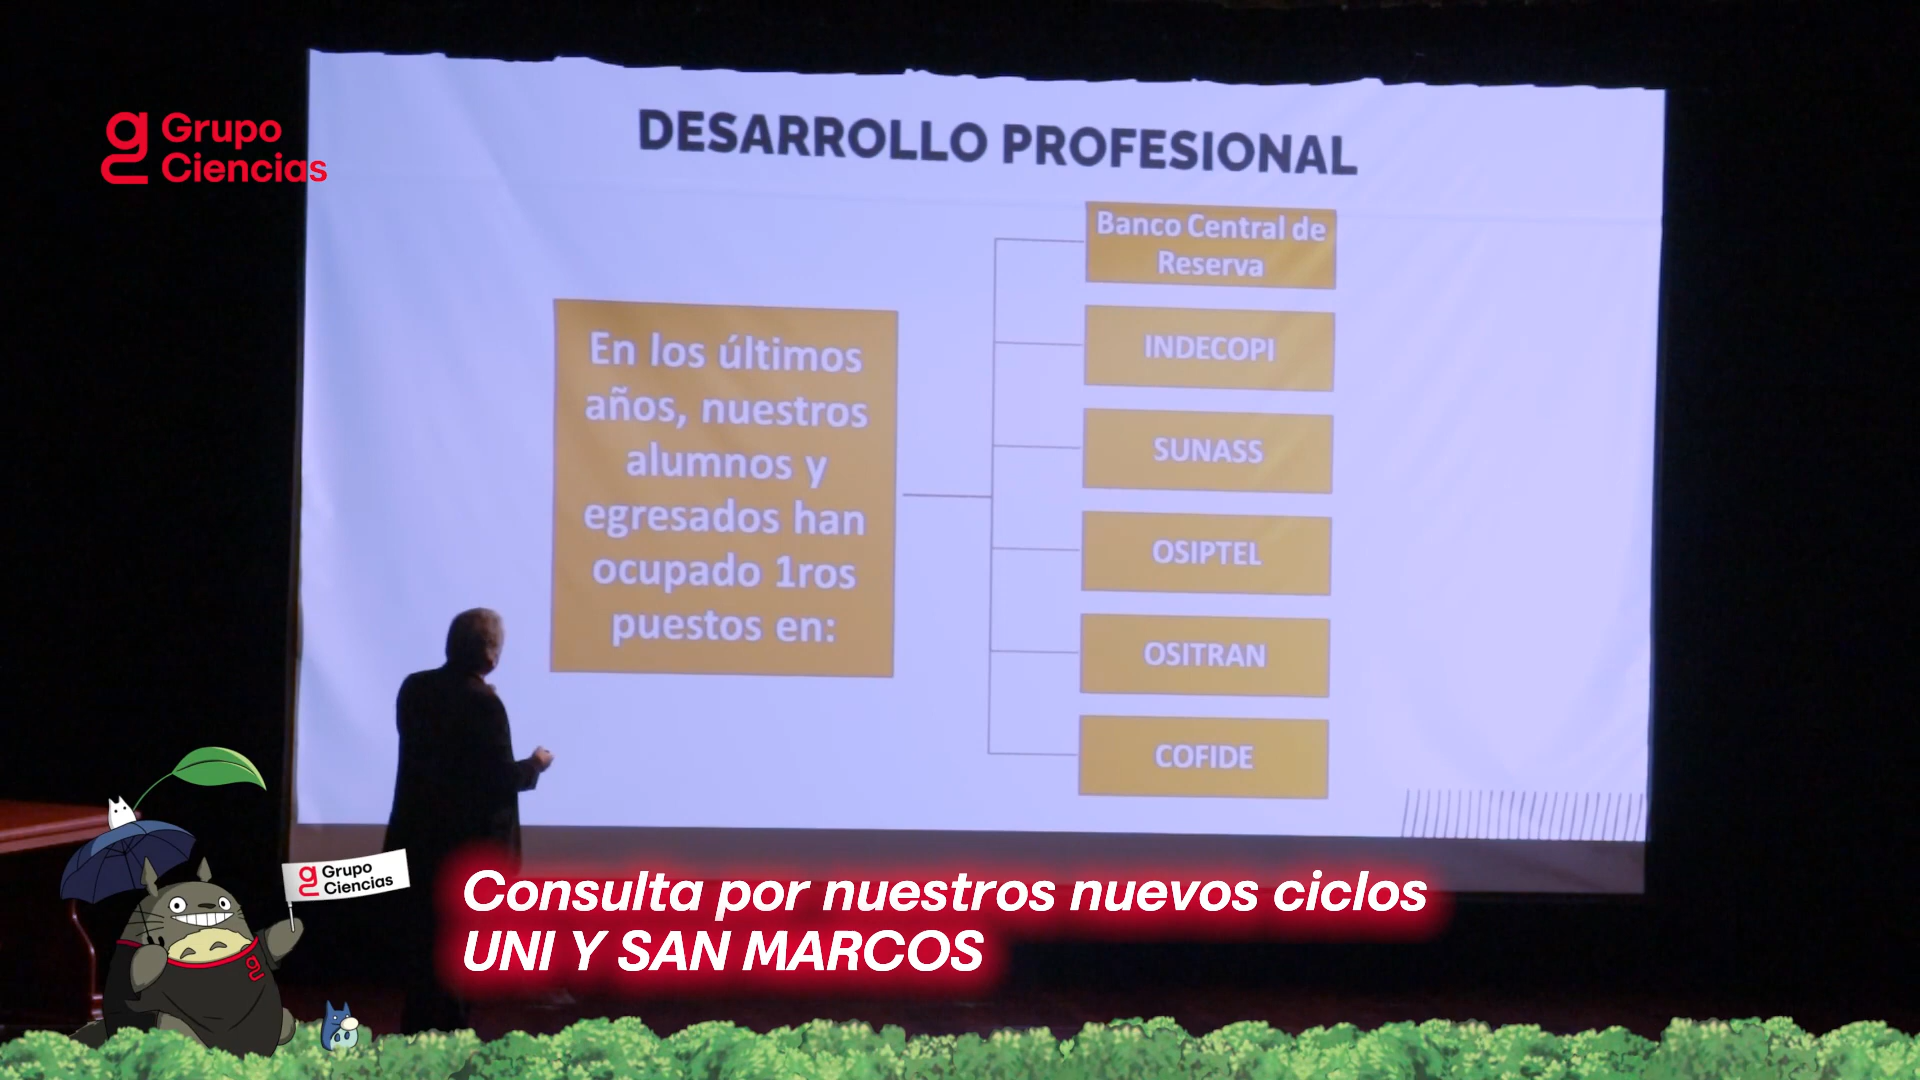 Grupo
Ciencias
DESARROLLO PROFESIONAL
En los últimos
años, nuestros
alumnos y
egresados han
ocupado 1ros
puestos en:
Banco Central de
Reserva
INDECOPI
SUNASS
OSIPTEL
OSITRAN
COFIDE
Grupo
Ciencias
Consulta por nuestros nuevos ciclos
UNI Y SAN MARCOS